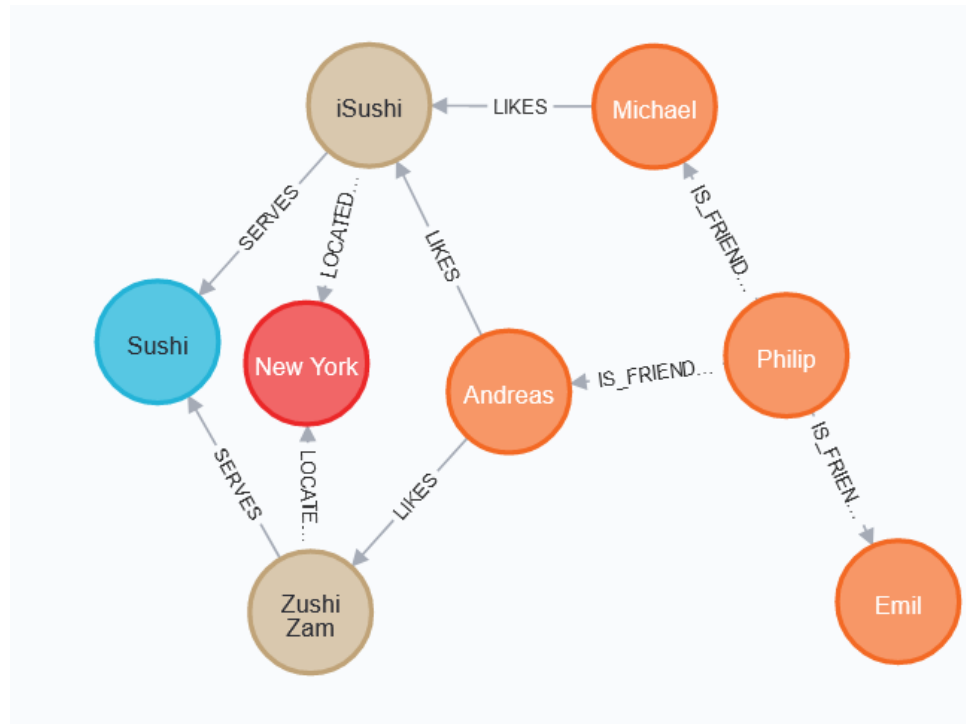 iSushi
LIKES
Michael
SERVES
LOCATED...
LIKES
IS_FRIEND...
Sushi
New York
Andreas
IS_FRIEND...
Philip
SERVES
LOCATE...
LIKES
IS_FRIEN...
Zushi
Zam
Emil